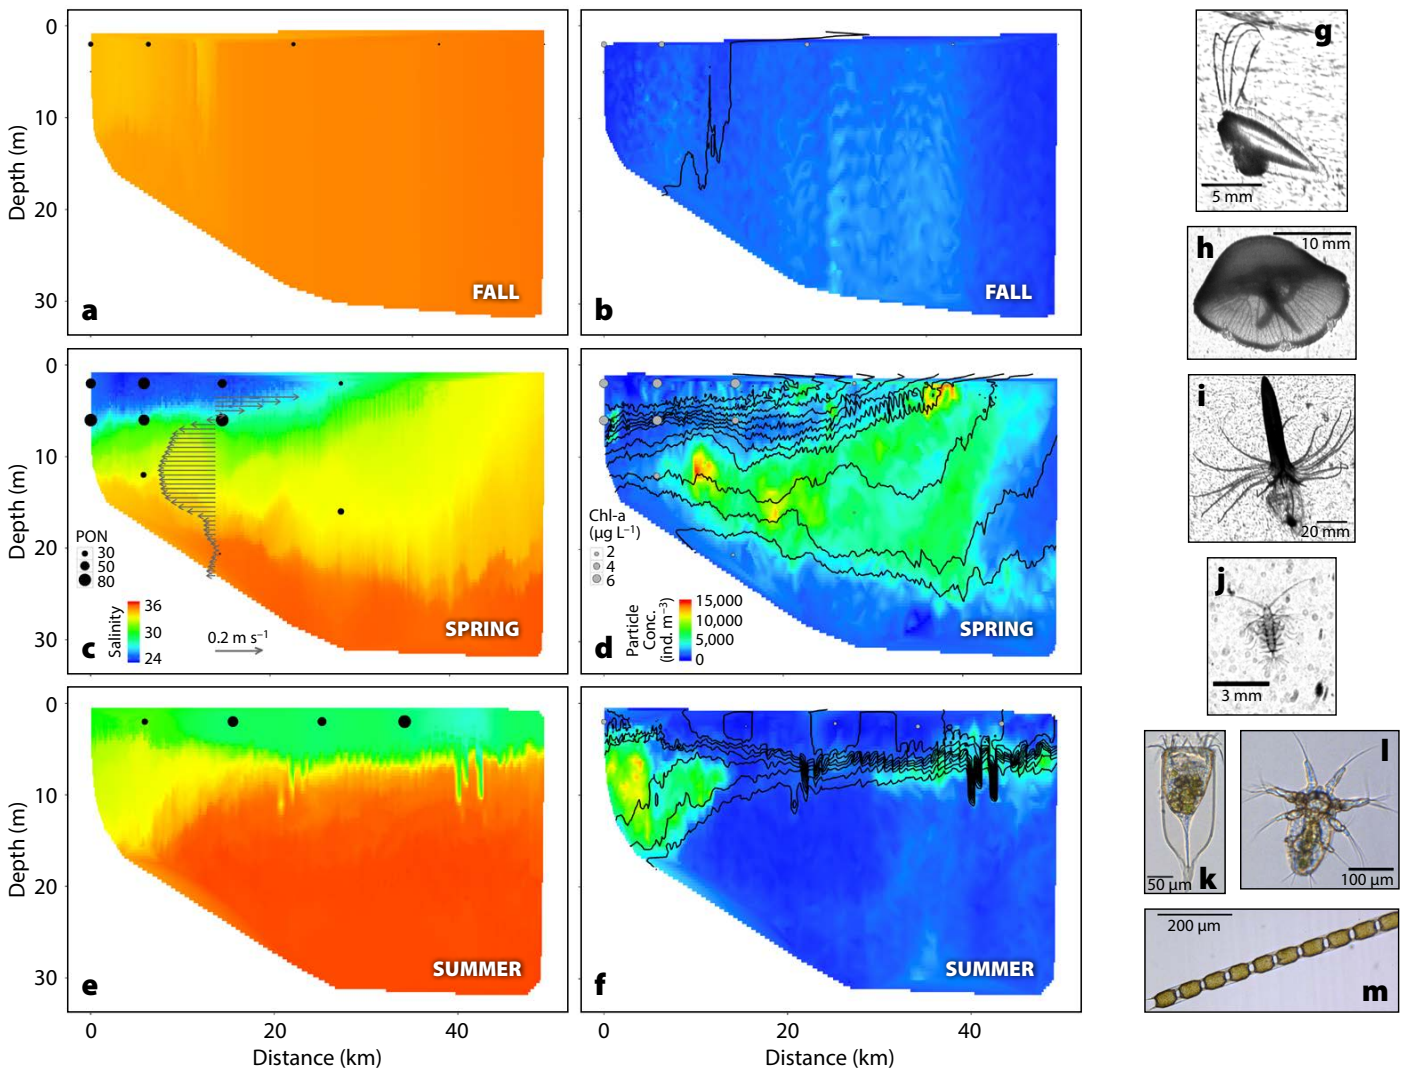 0
10
20
30
Depth (m)
a
FALL
b
FALL
0
10
20
30
Depth (m)
PON
30
50
80
c
Salinity
36
30
24
0.2 m s⁻¹
SPRING
Chl-a
(µg L⁻¹)
2
4
6
d
Particle
Conc.
(ind. m⁻³)
15,000
10,000
5,000
0
SPRING
0
10
20
30
Depth (m)
e
SUMMER
f
SUMMER
0 20 40
Distance (km)
0 20 40
Distance (km)
g
5 mm
h
10 mm
i
20 mm
j
3 mm
50 µm k
l
100 µm
200 µm
m